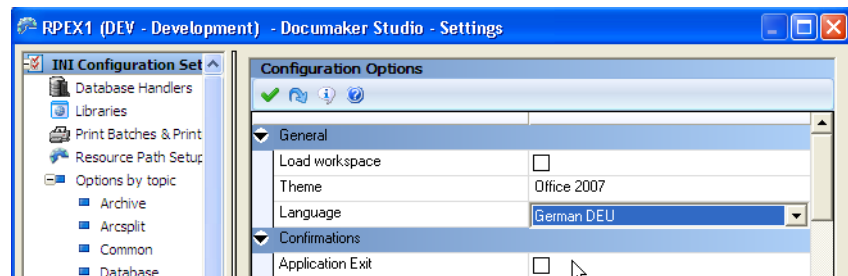 RPEX1 (DEV - Development) - Documaker Studio - Settings
INI Configuration Set
Database Handlers
Libraries
Print Batches & Print
Resource Path Setup
Options by topic
Archive
Arcsplit
Common
Database
Configuration Options
General
Load workspace
Theme Office 2007
Language German DEU
Confirmations
Application Exit